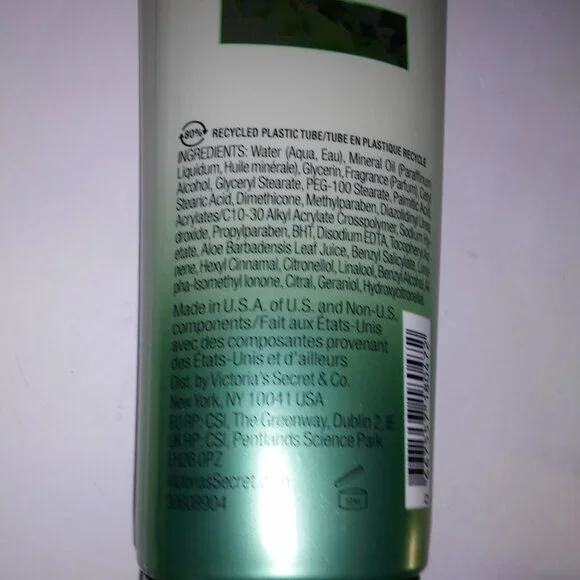 80% RECYCLED PLASTIC TUBE/TUBE EN PLASTIQUE RECYCLÉ
INGREDIENTS: Water (Aqua, Eau), Mineral Oil (Paraffinum
Liquidum, Huile minérale), Glycerin, Fragrance (Parfum), Cetyl
Alcohol, Glyceryl Stearate, PEG-100 Stearate, Palmitic Acid,
Stearic Acid, Dimethicone, Methylparaben, Diazolidinyl Urea,
Acrylates/C10-30 Alkyl Acrylate Crosspolymer, Sodium Hy-
droxide, Propylparaben, BHT, Disodium EDTA, Tocopheryl Ac-
etate, Aloe Barbadensis Leaf Juice, Benzyl Salicylate, Limo-
nene, Hexyl Cinnamal, Citronellol, Linalool, Benzyl Alcohol, Al-
pha-Isomethyl Ionone, Citral, Geraniol, Hydroxycitronellal
Made in U.S.A. of U.S. and Non-U.S.
components/Fait aux États-Unis
avec des composantes provenant
des États-Unis et d'ailleurs
Dist. by Victoria's Secret & Co.
New York, NY 10041 USA
EU RP: CSI, The Greenway, Dublin 2, IE
UK RP: CSI, Pentlands Science Park,
EH26 0PZ
VictoriasSecret.com
30608904